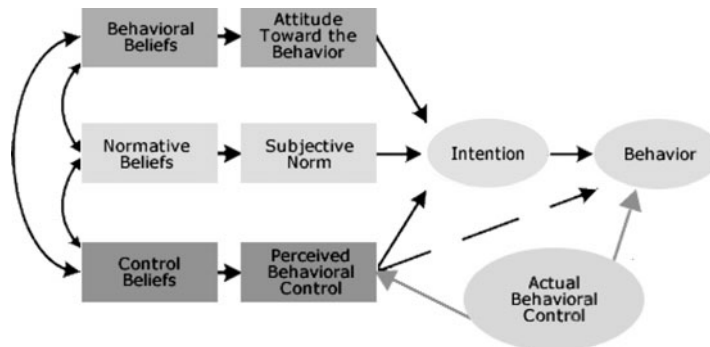 Behavioral
Beliefs
Attitude
Toward the
Behavior
Normative
Beliefs
Subjective
Norm
Intention
Behavior
Control
Beliefs
Perceived
Behavioral
Control
Actual
Behavioral
Control